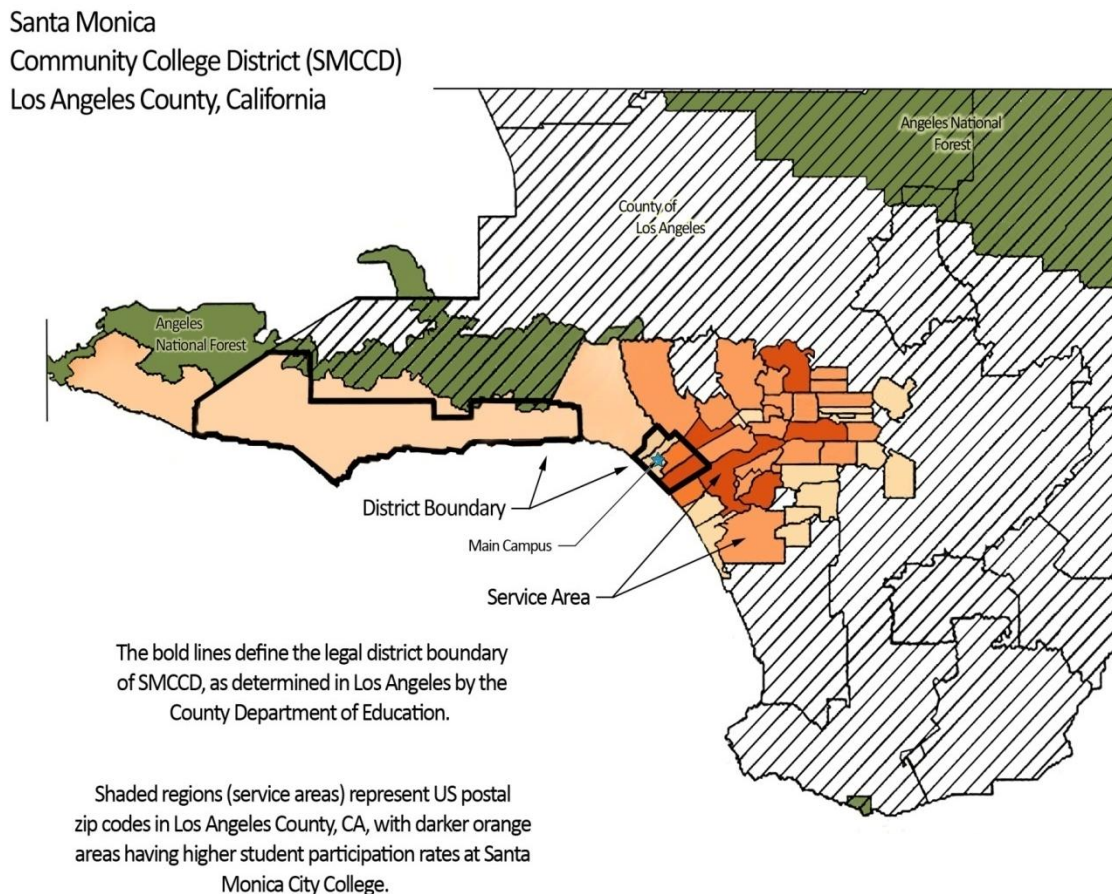 Santa Monica
Community College District (SMCCD)
Los Angeles County, California
Angeles National
Forest
County of
Los Angeles
Angeles
National Forest
District Boundary
Main Campus
Service Area
The bold lines define the legal district boundary
of SMCCD, as determined in Los Angeles by the
County Department of Education.
Shaded regions (service areas) represent US postal
zip codes in Los Angeles County, CA, with darker orange
areas having higher student participation rates at Santa
Monica City College.